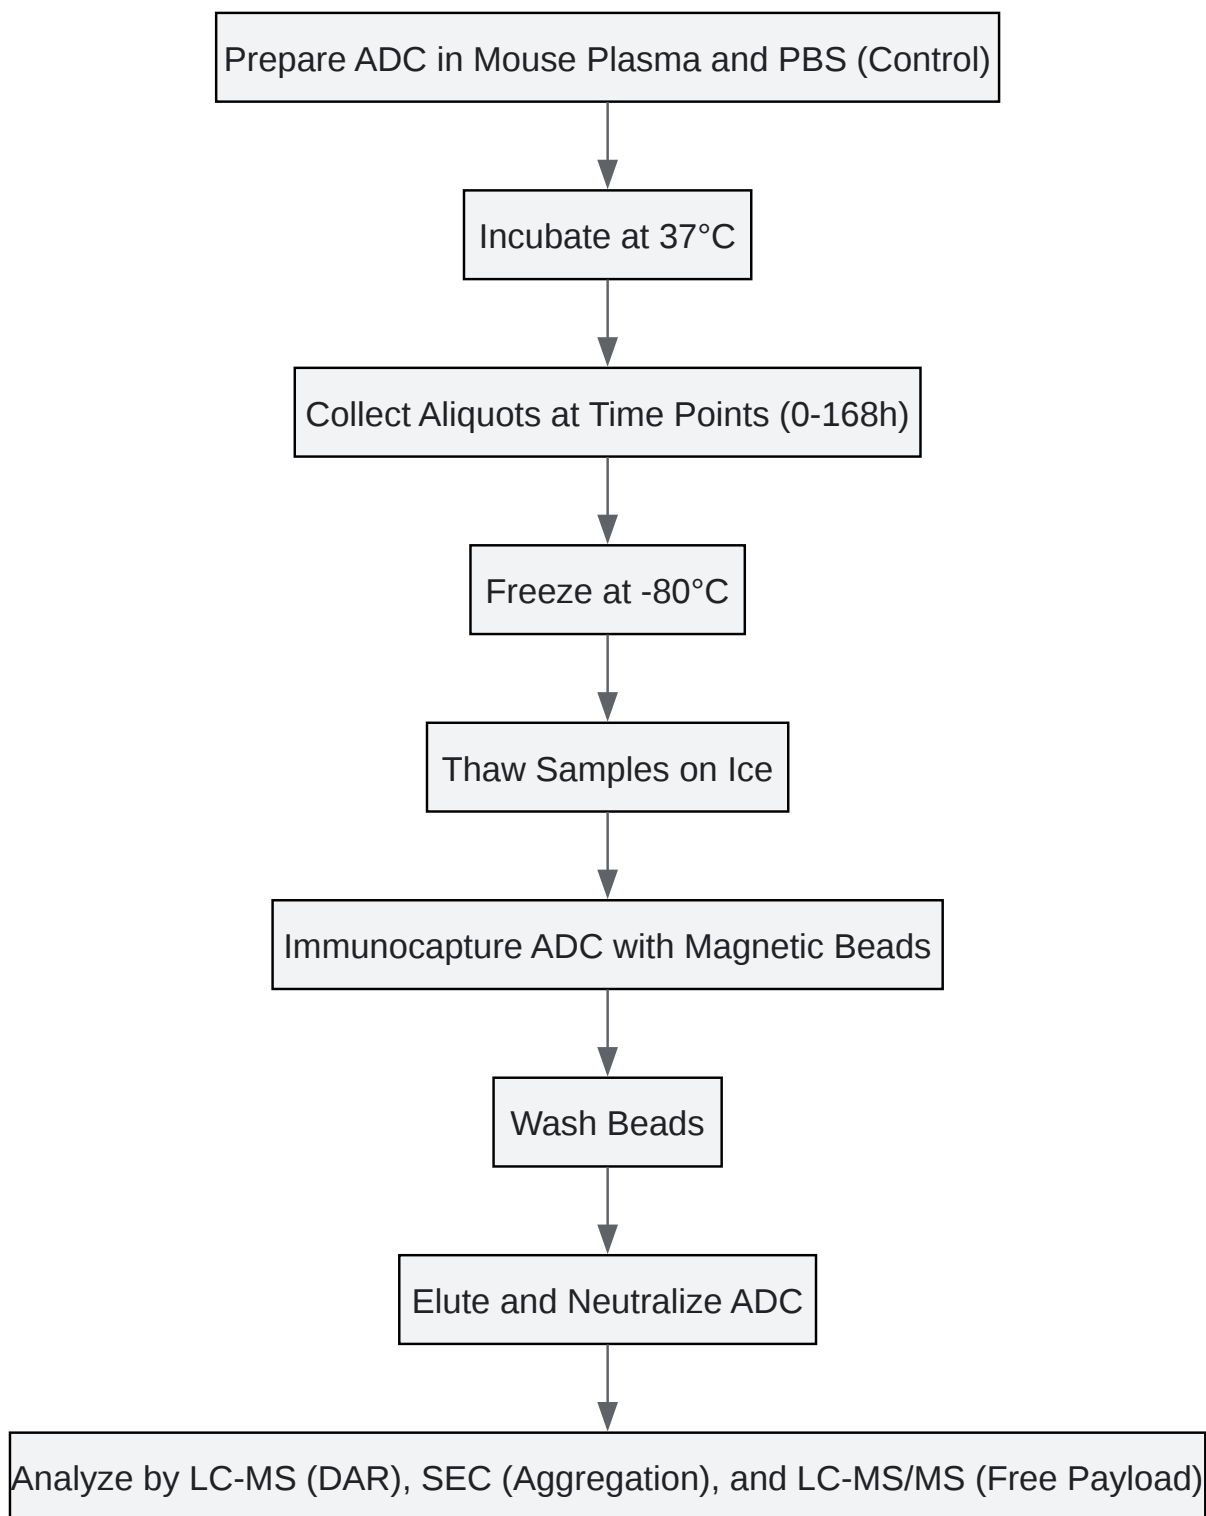 Prepare ADC in Mouse Plasma and PBS (Control)
Incubate at 37°C
Collect Aliquots at Time Points (0-168h)
Freeze at -80°C
Thaw Samples on Ice
Immunocapture ADC with Magnetic Beads
Wash Beads
Elute and Neutralize ADC
Analyze by LC-MS (DAR), SEC (Aggregation), and LC-MS/MS (Free Payload)